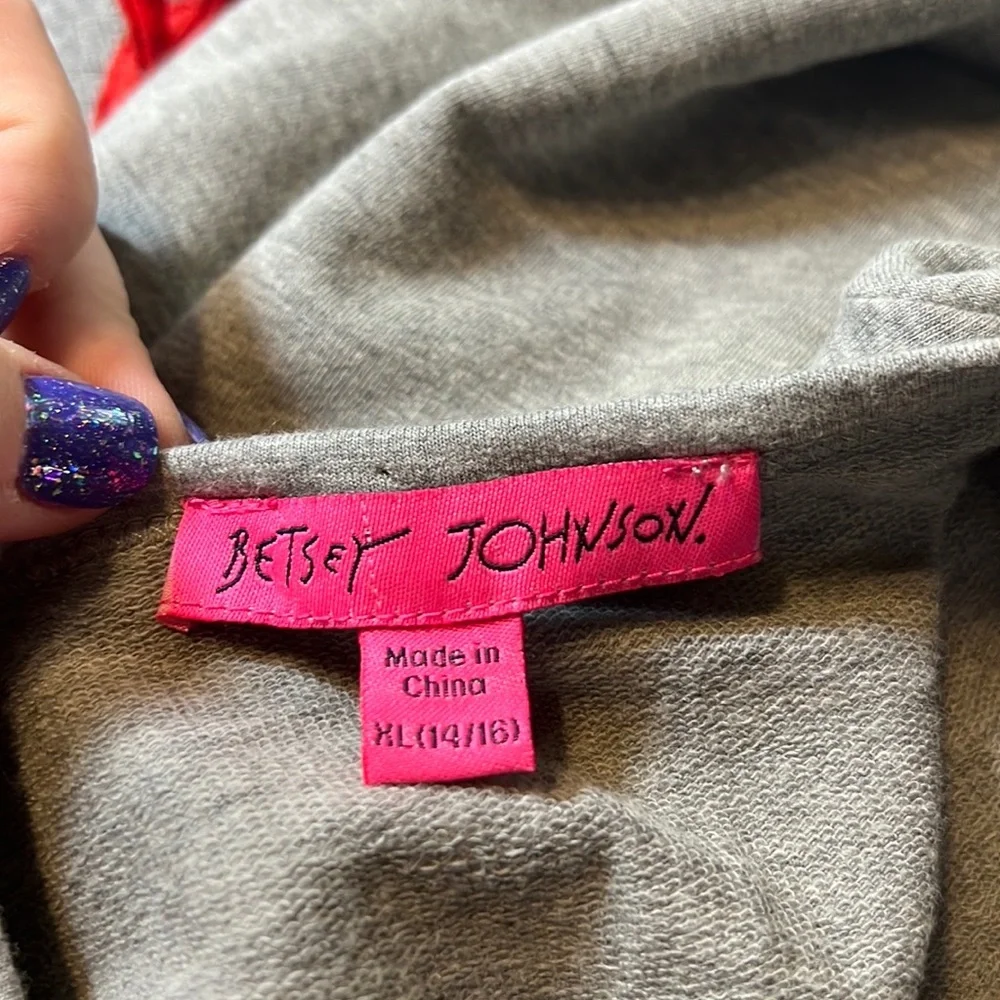 BETSEY JOHNSON.
Made in
China
XL(14/16)